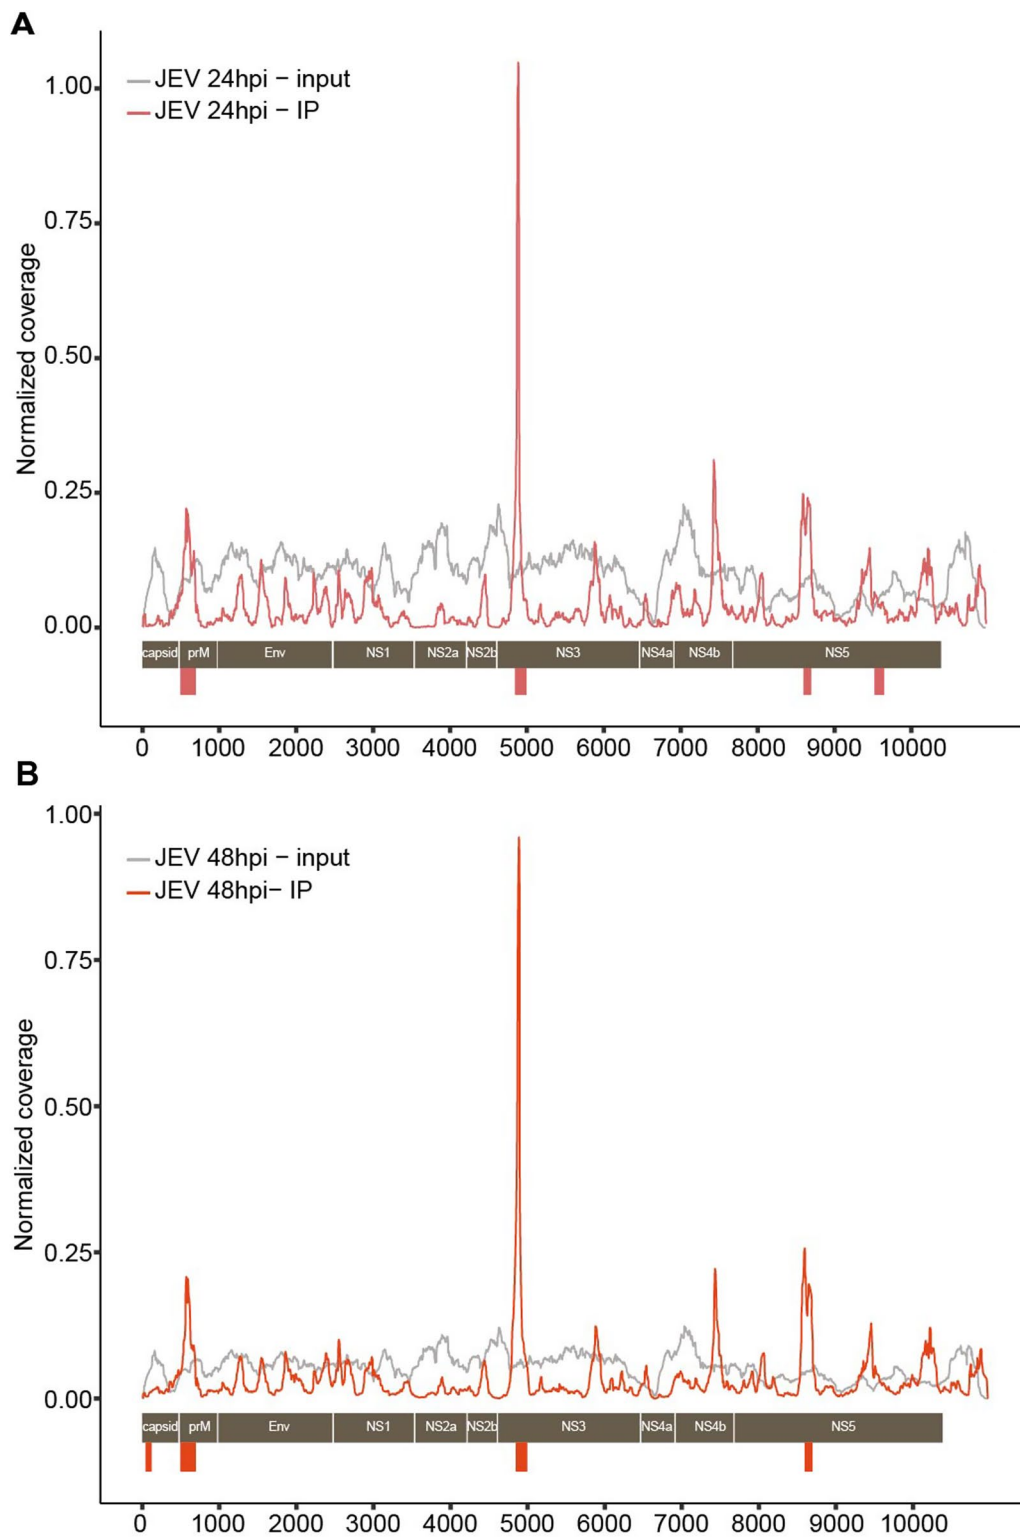 A
1.00
JEV 24hpi − input
JEV 24hpi − IP
0.75
Normalized coverage
0.50
0.25
0.00
capsid prM Env NS1 NS2a NS2b NS3 NS4a NS4b NS5
0 1000 2000 3000 4000 5000 6000 7000 8000 9000 10000
B
1.00
JEV 48hpi − input
JEV 48hpi− IP
0.75
Normalized coverage
0.50
0.25
0.00
capsid prM Env NS1 NS2a NS2b NS3 NS4a NS4b NS5
0 1000 2000 3000 4000 5000 6000 7000 8000 9000 10000